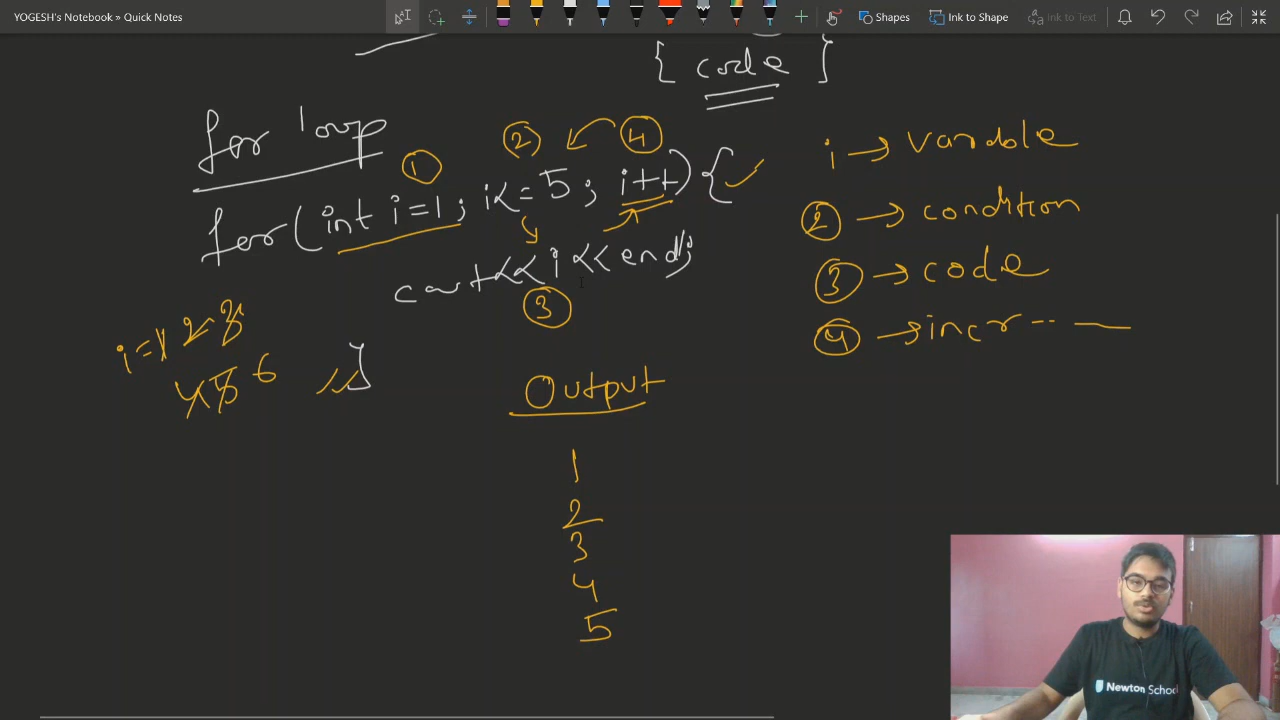 YOGESH's Notebook » Quick Notes
Shapes
Ink to Shape
Ink to Text
{ code }
for loop
① ② ④
for(int i=1; i<=5; i++) {
cout<<i<<endl;
③
}
i=1 2 3
4 5 6
i → variable
② → condition
③ → code
④ → incr --
Output
1
2
3
4
5
Newton School